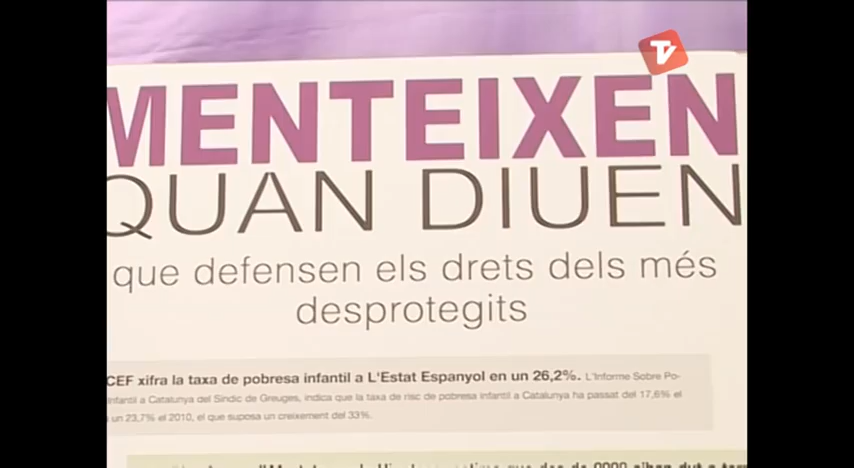 TV
MENTEIXEN
QUAN DIUEN
que defensen els drets dels més
desprotegits
CEF xifra la taxa de pobresa infantil a L'Estat Espanyol en un 26,2%. L'Informe Sobre Po-
Infantil a Catalunya del Síndic de Greuges, indica que la taxa de risc de pobresa infantil a Catalunya ha passat del 17,6% el
un 23,7% el 2010, el que suposa un creixement del 33%.